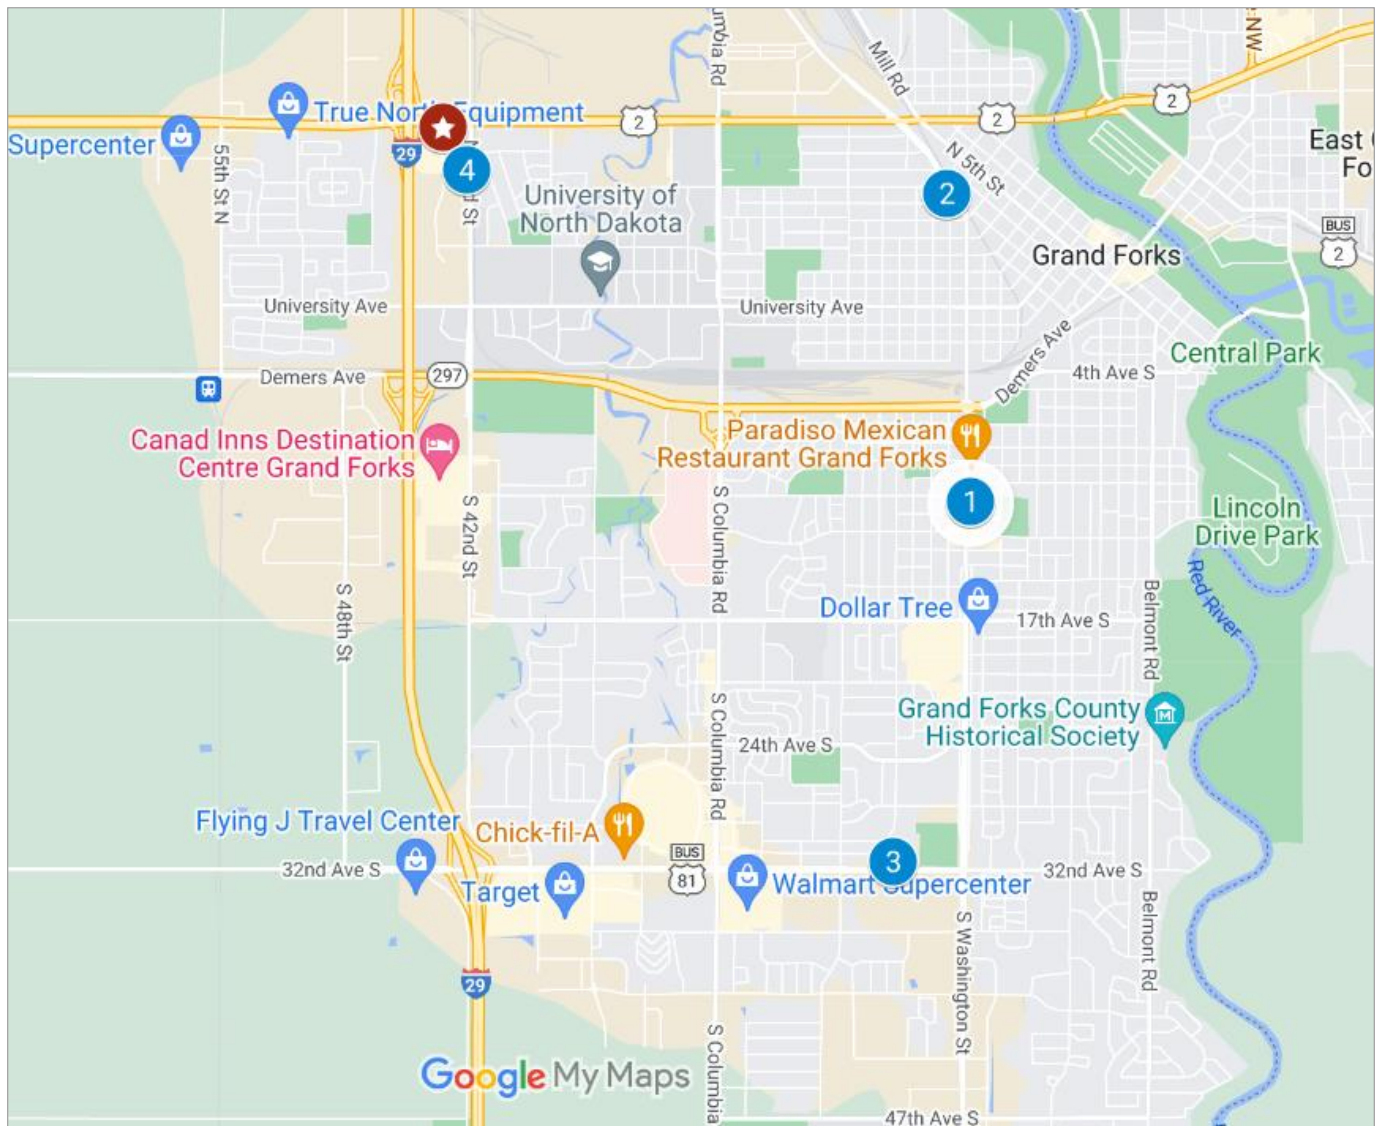 umbia Rd
Mill Rd
NW
True North Equipment
2
2
2
Supercenter
29
East
Fo
N 5th St
4
2
55th St N
University of
North Dakota
d St
BUS
2
Grand Forks
University Ave
University Ave
Demers Ave
Central Park
Demers Ave
297
4th Ave S
Canad Inns Destination
Centre Grand Forks
Paradiso Mexican
Restaurant Grand Forks
1
S 42nd St
S Columbia Rd
Lincoln
Drive Park
Red River
S 48th St
Dollar Tree
17th Ave S
Belmont Rd
S Columbia Rd
Grand Forks County
Historical Society
24th Ave S
Flying J Travel Center
Chick-fil-A
32nd Ave S
BUS
81
Target
3
Walmart Supercenter
32nd Ave S
Belmont Rd
S Washington St
29
S Columbia
Google My Maps
47th Ave S